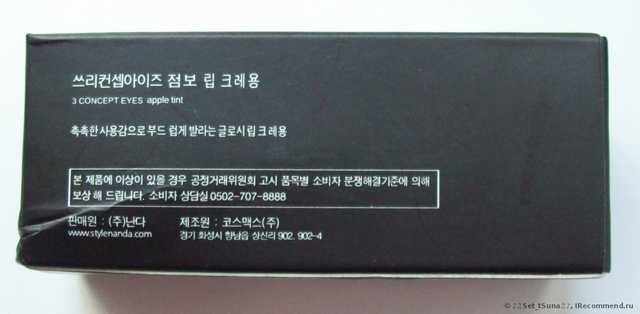 쓰리컨셉아이즈 점보 립 크레용
3 CONCEPT EYES apple tint
촉촉한 사용감으로 부드 럽게 발라는 글로시 립 크레용
본 제품에 이상이 있을 경우 공정거래위원회 고시 품목별 소비자 분쟁해결기준에 의해
보상 해 드립니다. 소비자 상담실 0502-707-8888
판매원 : (주)난다 제조원 : 코스맥스(주)
www.stylenanda.com 경기 화성시 향남읍 상신리 902, 902-4
IRecommend.ru